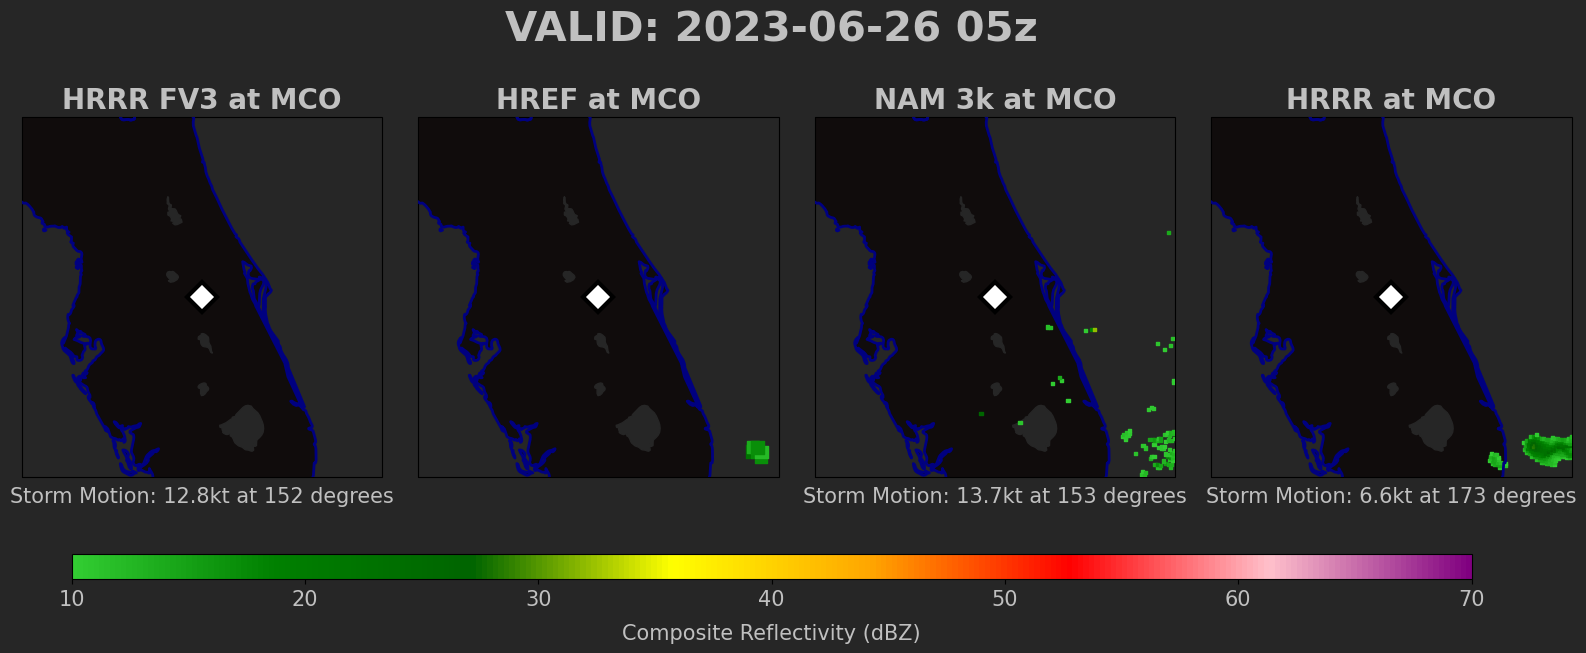 VALID: 2023-06-26 05z
HRRR FV3 at MCO
HREF at MCO
NAM 3k at MCO
HRRR at MCO
Storm Motion: 12.8kt at 152 degrees
Storm Motion: 13.7kt at 153 degrees
Storm Motion: 6.6kt at 173 degrees
10 20 30 40 50 60 70
Composite Reflectivity (dBZ)